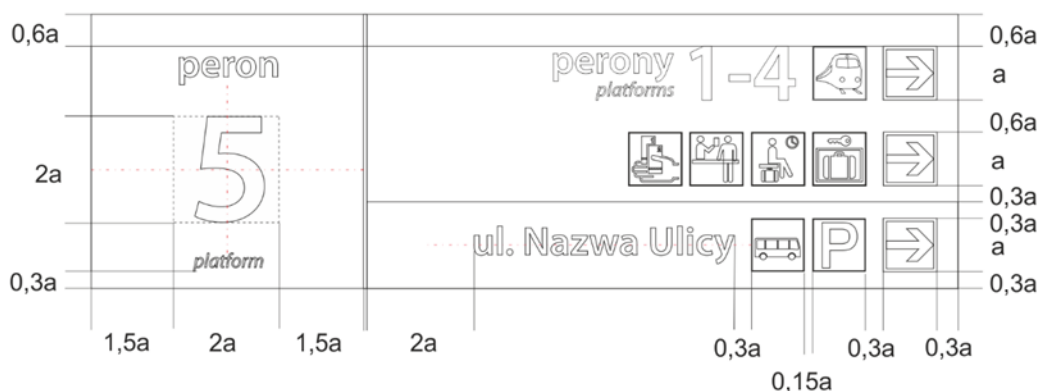 0,6a
0,6a
peron
perony 1-4
platforms
a
5
0,6a
a
2a
0,3a
0,3a
ul. Nazwa Ulicy
P
a
platform
0,3a
0,3a
1,5a
2a
1,5a
2a
0,3a
0,3a
0,3a
0,15a